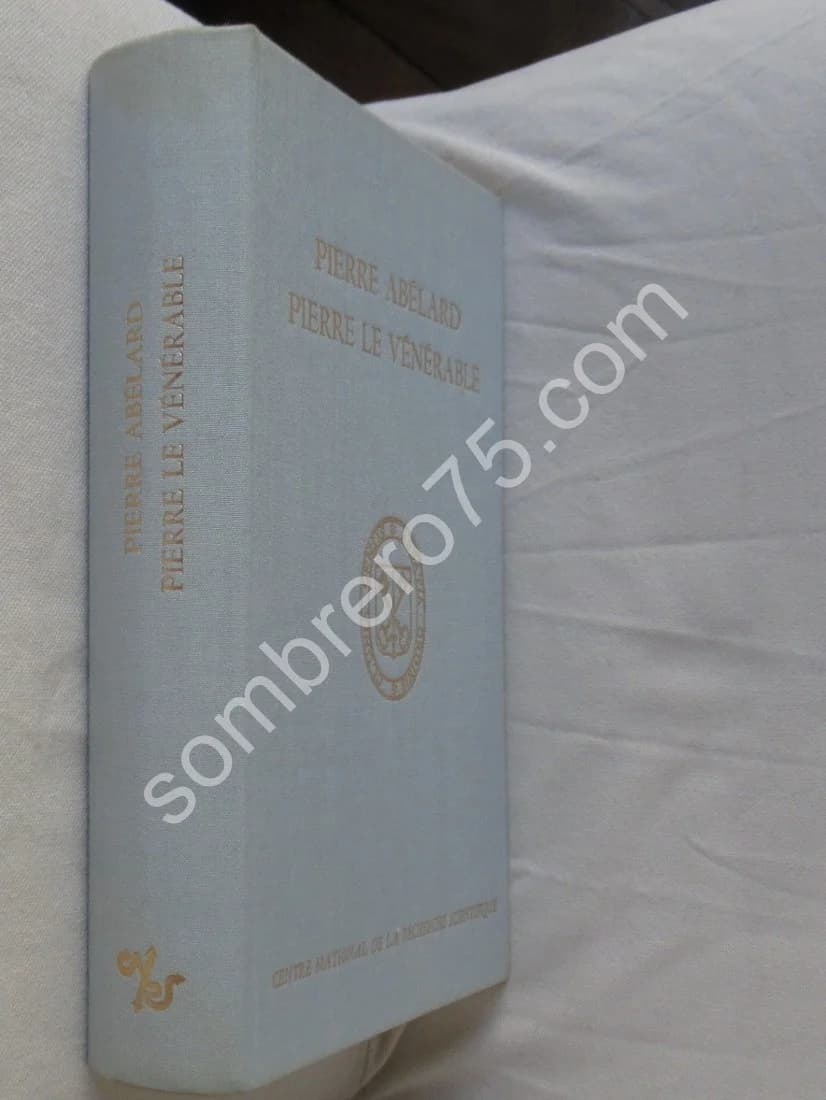 PIERRE ABÉLARD
PIERRE LE VÉNÉRABLE
PIERRE ABÉLARD
PIERRE LE VÉNÉRABLE
CENTRE NATIONAL DE LA RECHERCHE SCIENTIFIQUE
sombrero75.com